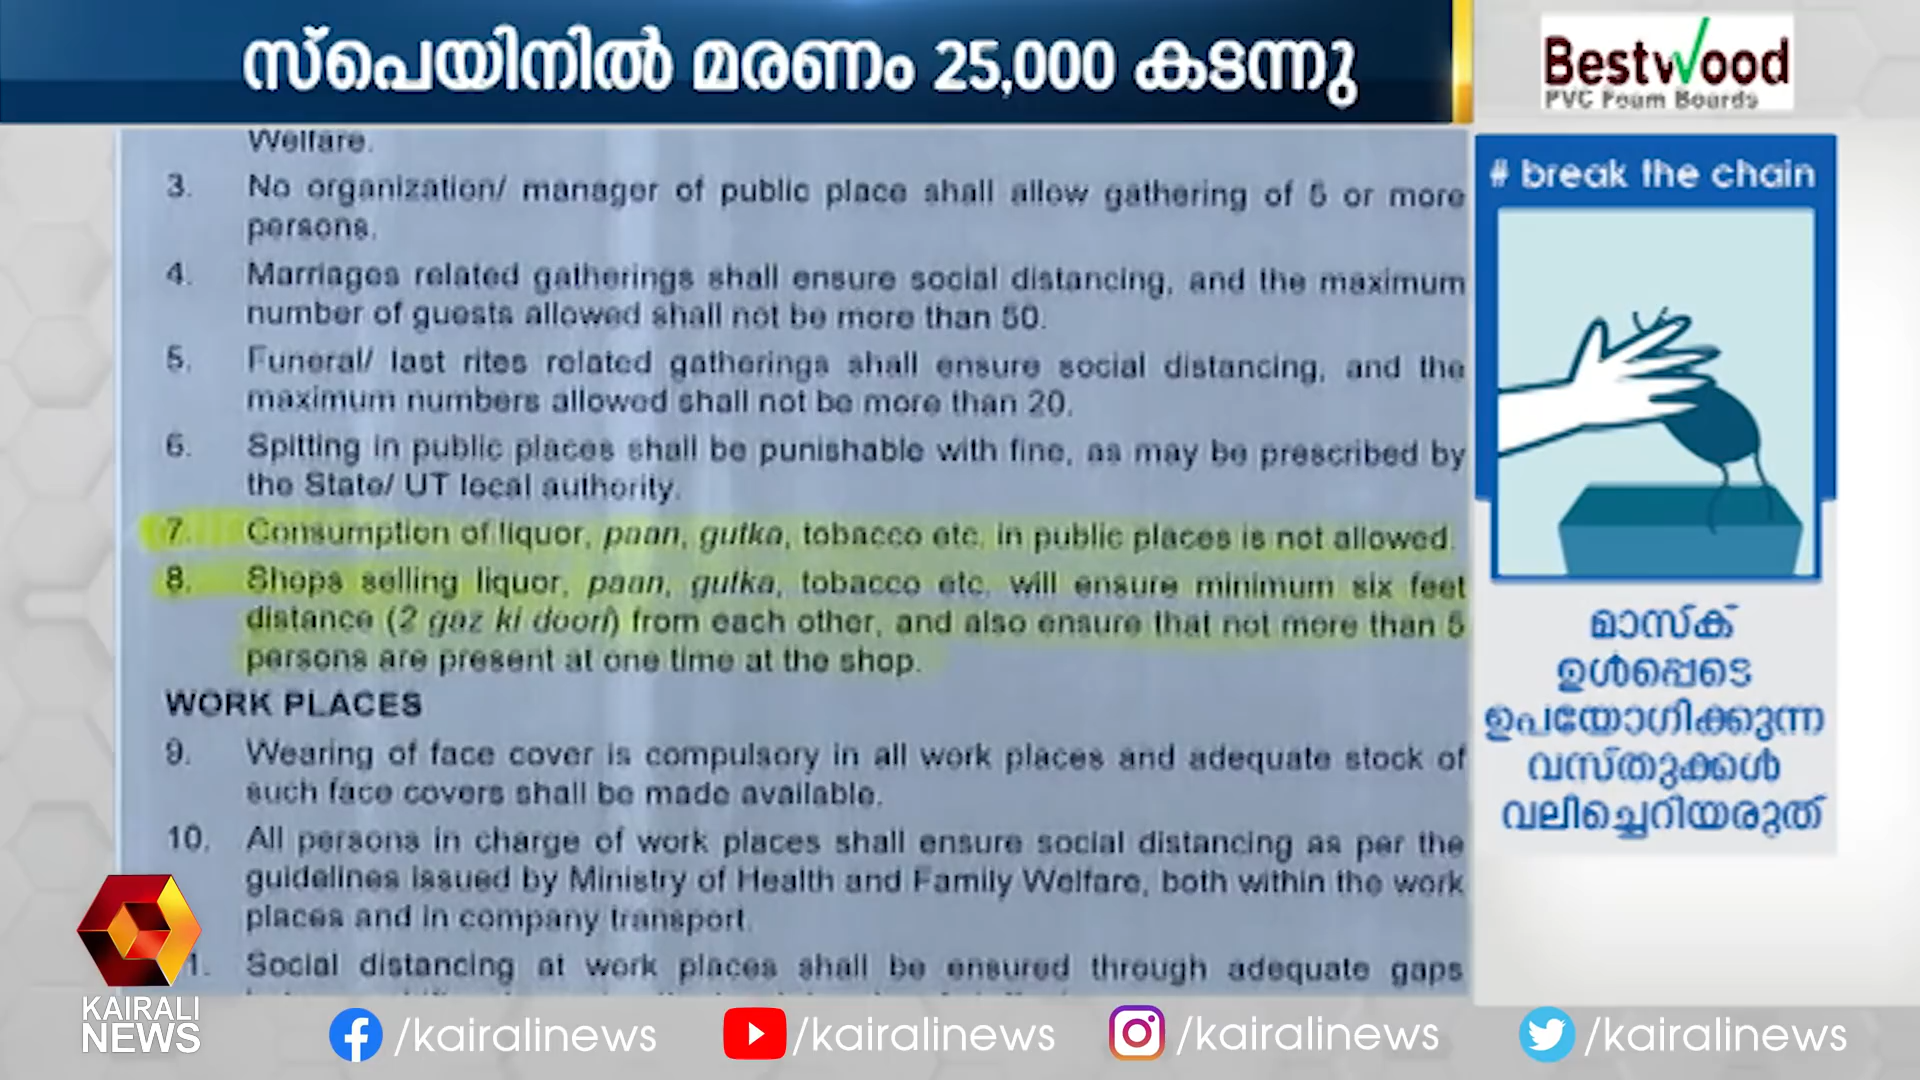 സ്പെയിനിൽ മരണം 25,000 കടന്നു
Bestwood
PVC Foam Boards
Welfare.
3. No organization/ manager of public place shall allow gathering of 5 or more
persons.
4. Marriages related gatherings shall ensure social distancing, and the maximum
number of guests allowed shall not be more than 50.
5. Funeral/ last rites related gatherings shall ensure social distancing, and the
maximum numbers allowed shall not be more than 20.
6. Spitting in public places shall be punishable with fine, as may be prescribed by
the State/ UT local authority.
7. Consumption of liquor, paan, gutka, tobacco etc. in public places is not allowed.
8. Shops selling liquor, paan, gutka, tobacco etc. will ensure minimum six feet
distance (2 gaz ki doori) from each other, and also ensure that not more than 5
persons are present at one time at the shop.
WORK PLACES
9. Wearing of face cover is compulsory in all work places and adequate stock of
such face covers shall be made available.
10. All persons in charge of work places shall ensure social distancing as per the
guidelines issued by Ministry of Health and Family Welfare, both within the work
places and in company transport.
1. Social distancing at work places shall be ensured through adequate gaps
# break the chain
മാസ്ക്
ഉൾപ്പെടെ
ഉപയോഗിക്കുന്ന
വസ്തുക്കൾ
വലിച്ചെറിയരുത്
KAIRALI
NEWS
/kairalinews
/kairalinews
/kairalinews
/kairalinews